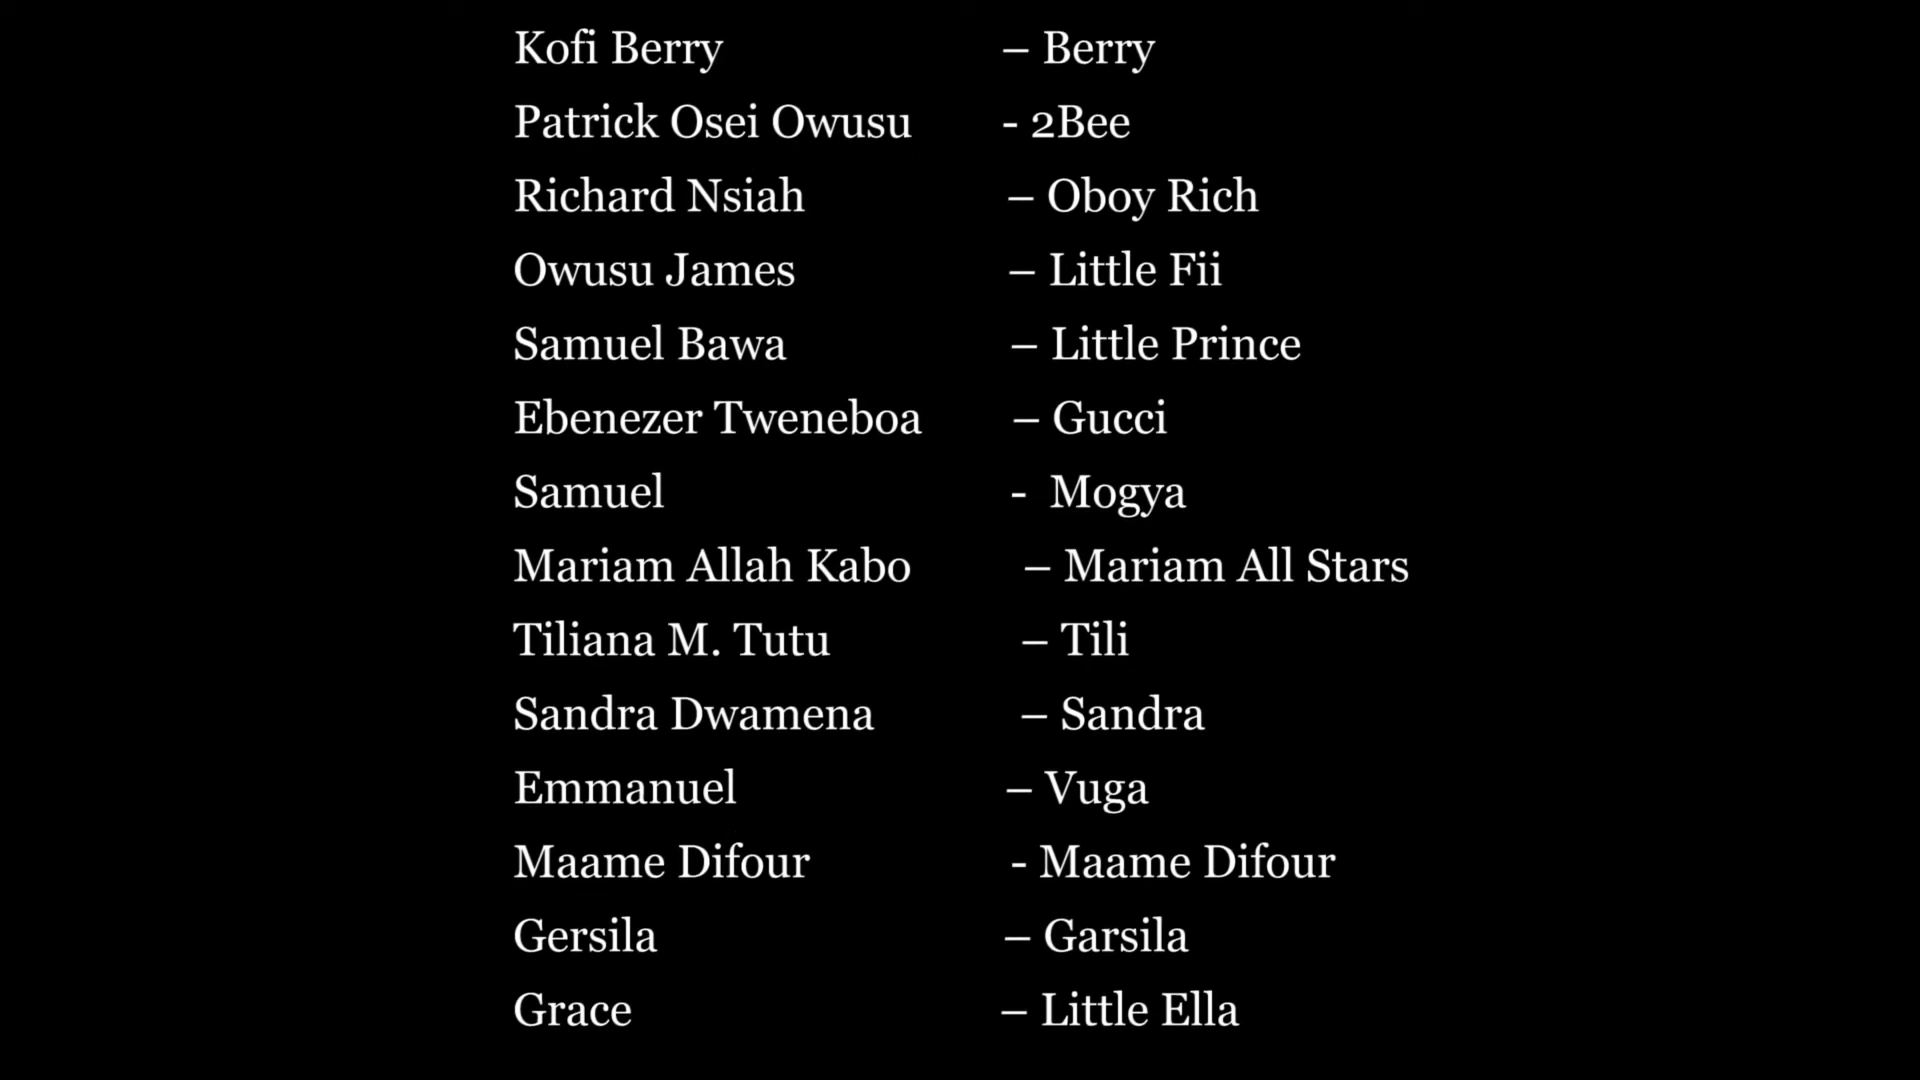 Kofi Berry – Berry
Patrick Osei Owusu - 2Bee
Richard Nsiah – Oboy Rich
Owusu James – Little Fii
Samuel Bawa – Little Prince
Ebenezer Tweneboa – Gucci
Samuel - Mogya
Mariam Allah Kabo – Mariam All Stars
Tiliana M. Tutu – Tili
Sandra Dwamena – Sandra
Emmanuel – Vuga
Maame Difour - Maame Difour
Gersila – Garsila
Grace – Little Ella